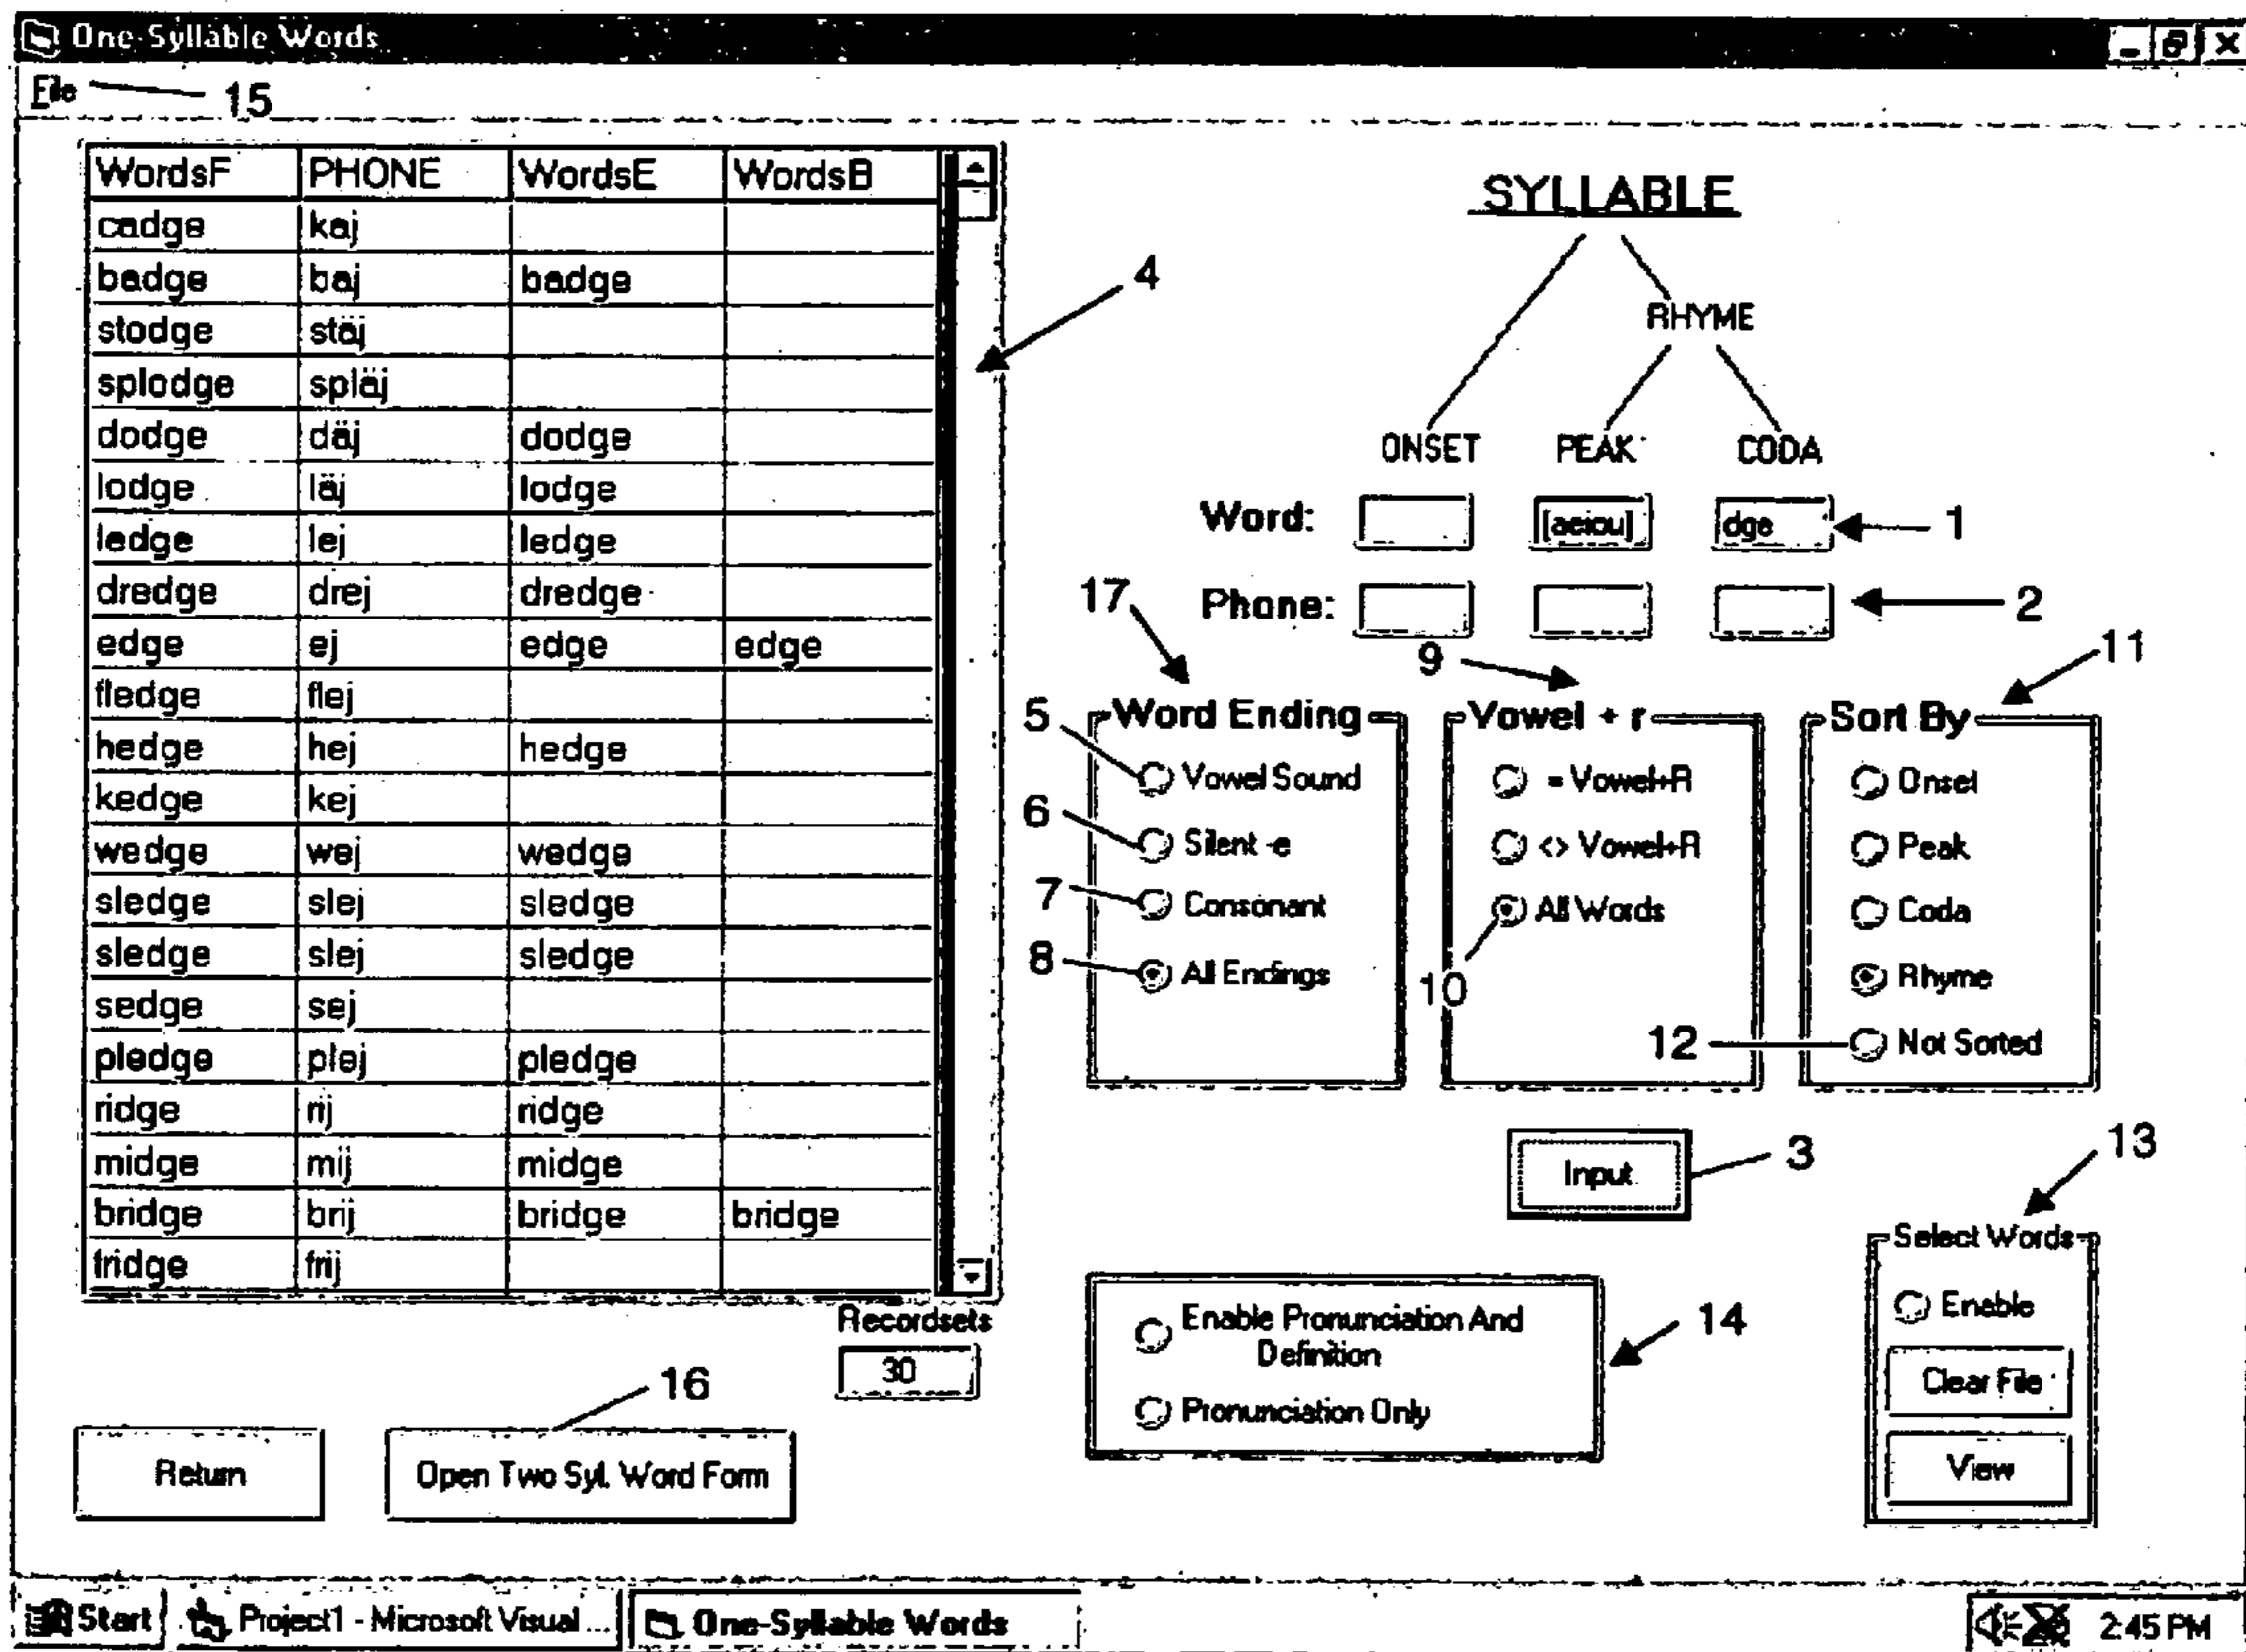 One-Syllable Words
File 15
WordsF PHONE WordsE WordsB
cadge kaj
badge baj badge
stodge stäj
splodge spläj
dodge däj dodge
lodge läj lodge
ledge lej ledge
dredge drej dredge
edge ej edge edge
fledge flej
hedge hej hedge
kedge kej
wedge wej wedge
sledge slej sledge
sledge slej sledge
sedge sej
pledge plej pledge
ridge rij ridge
midge mij midge
bridge brij bridge bridge
fridge frij
4
Recordsets
30
16
Return
Open Two Syl. Word Form
SYLLABLE
RHYME
ONSET PEAK CODA
Word: [aeiou] dge 1
Phone: 2
17 9 11
Word Ending
5 Vowel Sound
6 Silent -e
7 Consonant
8 All Endings
Vowel + r
= Vowel+R
<> Vowel+R
All Words
10
Sort By
Onset
Peak
Coda
Rhyme
12 Not Sorted
Input 3
13
Select Words
Enable
Clear File
View
Enable Pronunciation And
Definition
Pronunciation Only
14
Start Project1 - Microsoft Visual ... One-Syllable Words 2:45 PM